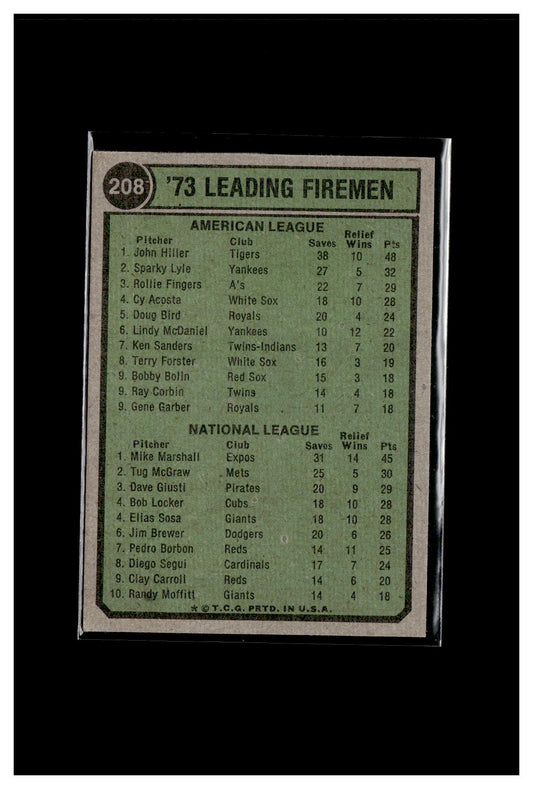 208 '73 LEADING FIREMEN
AMERICAN LEAGUE
Pitcher Club Saves Relief Wins Pts
1. John Hiller Tigers 38 10 48
2. Sparky Lyle Yankees 27 5 32
3. Rollie Fingers A's 22 7 29
4. Cy Acosta White Sox 18 10 28
5. Doug Bird Royals 20 4 24
6. Lindy McDaniel Yankees 10 12 22
7. Ken Sanders Twins-Indians 13 7 20
8. Terry Forster White Sox 16 3 19
9. Bobby Bolin Red Sox 15 3 18
9. Ray Corbin Twins 14 4 18
9. Gene Garber Royals 11 7 18
NATIONAL LEAGUE
Pitcher Club Saves Relief Wins Pts
1. Mike Marshall Expos 31 14 45
2. Tug McGraw Mets 25 5 30
3. Dave Giusti Pirates 20 9 29
4. Bob Locker Cubs 18 10 28
4. Elias Sosa Giants 18 10 28
6. Jim Brewer Dodgers 20 6 26
7. Pedro Borbon Reds 14 11 25
8. Diego Segui Cardinals 17 7 24
9. Clay Carroll Reds 14 6 20
10. Randy Moffitt Giants 14 4 18
★ © T.C.G. PRTD. IN U.S.A.